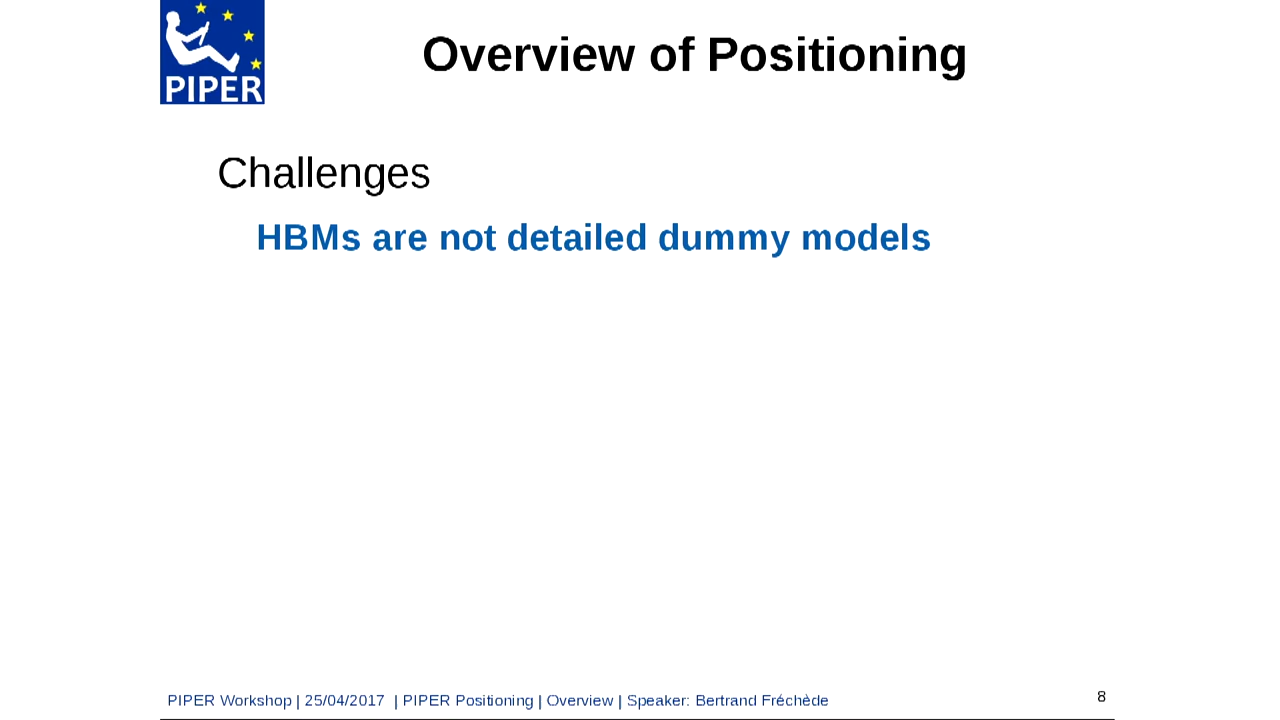 PIPER
Overview of Positioning
Challenges
HBMs are not detailed dummy models
PIPER Workshop | 25/04/2017 | PIPER Positioning | Overview | Speaker: Bertrand Fréchède
8